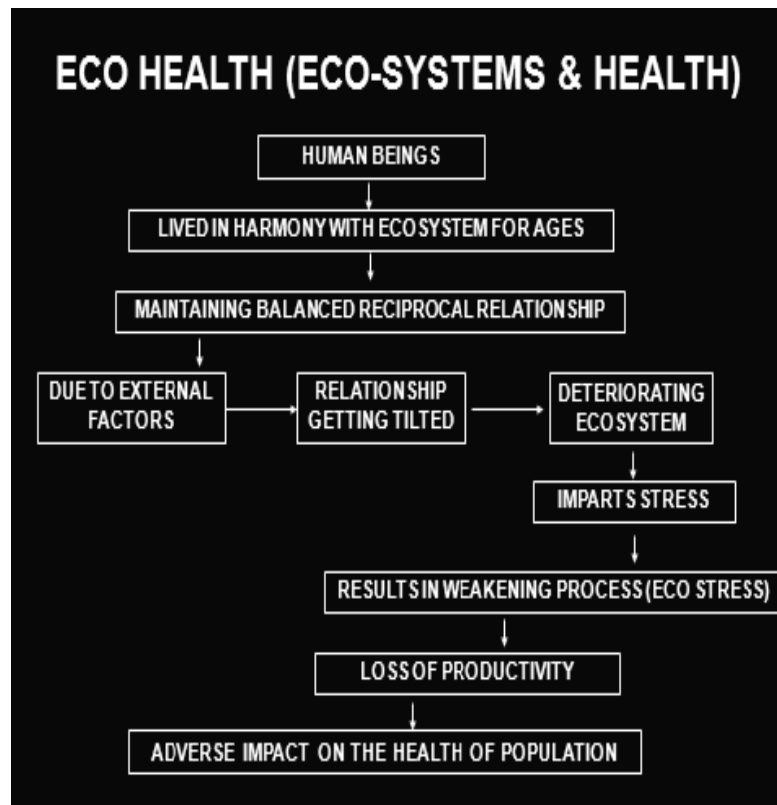 ECO HEALTH (ECO-SYSTEMS & HEALTH)
HUMAN BEINGS
LIVED IN HARMONY WITH ECOSYSTEM FOR AGES
MAINTAINING BALANCED RECIPROCAL RELATIONSHIP
DUE TO EXTERNAL
FACTORS
RELATIONSHIP
GETTING TILTED
DETERIORATING
ECOSYSTEM
IMPARTS STRESS
RESULTS IN WEAKENING PROCESS (ECO STRESS)
LOSS OF PRODUCTIVITY
ADVERSE IMPACT ON THE HEALTH OF POPULATION